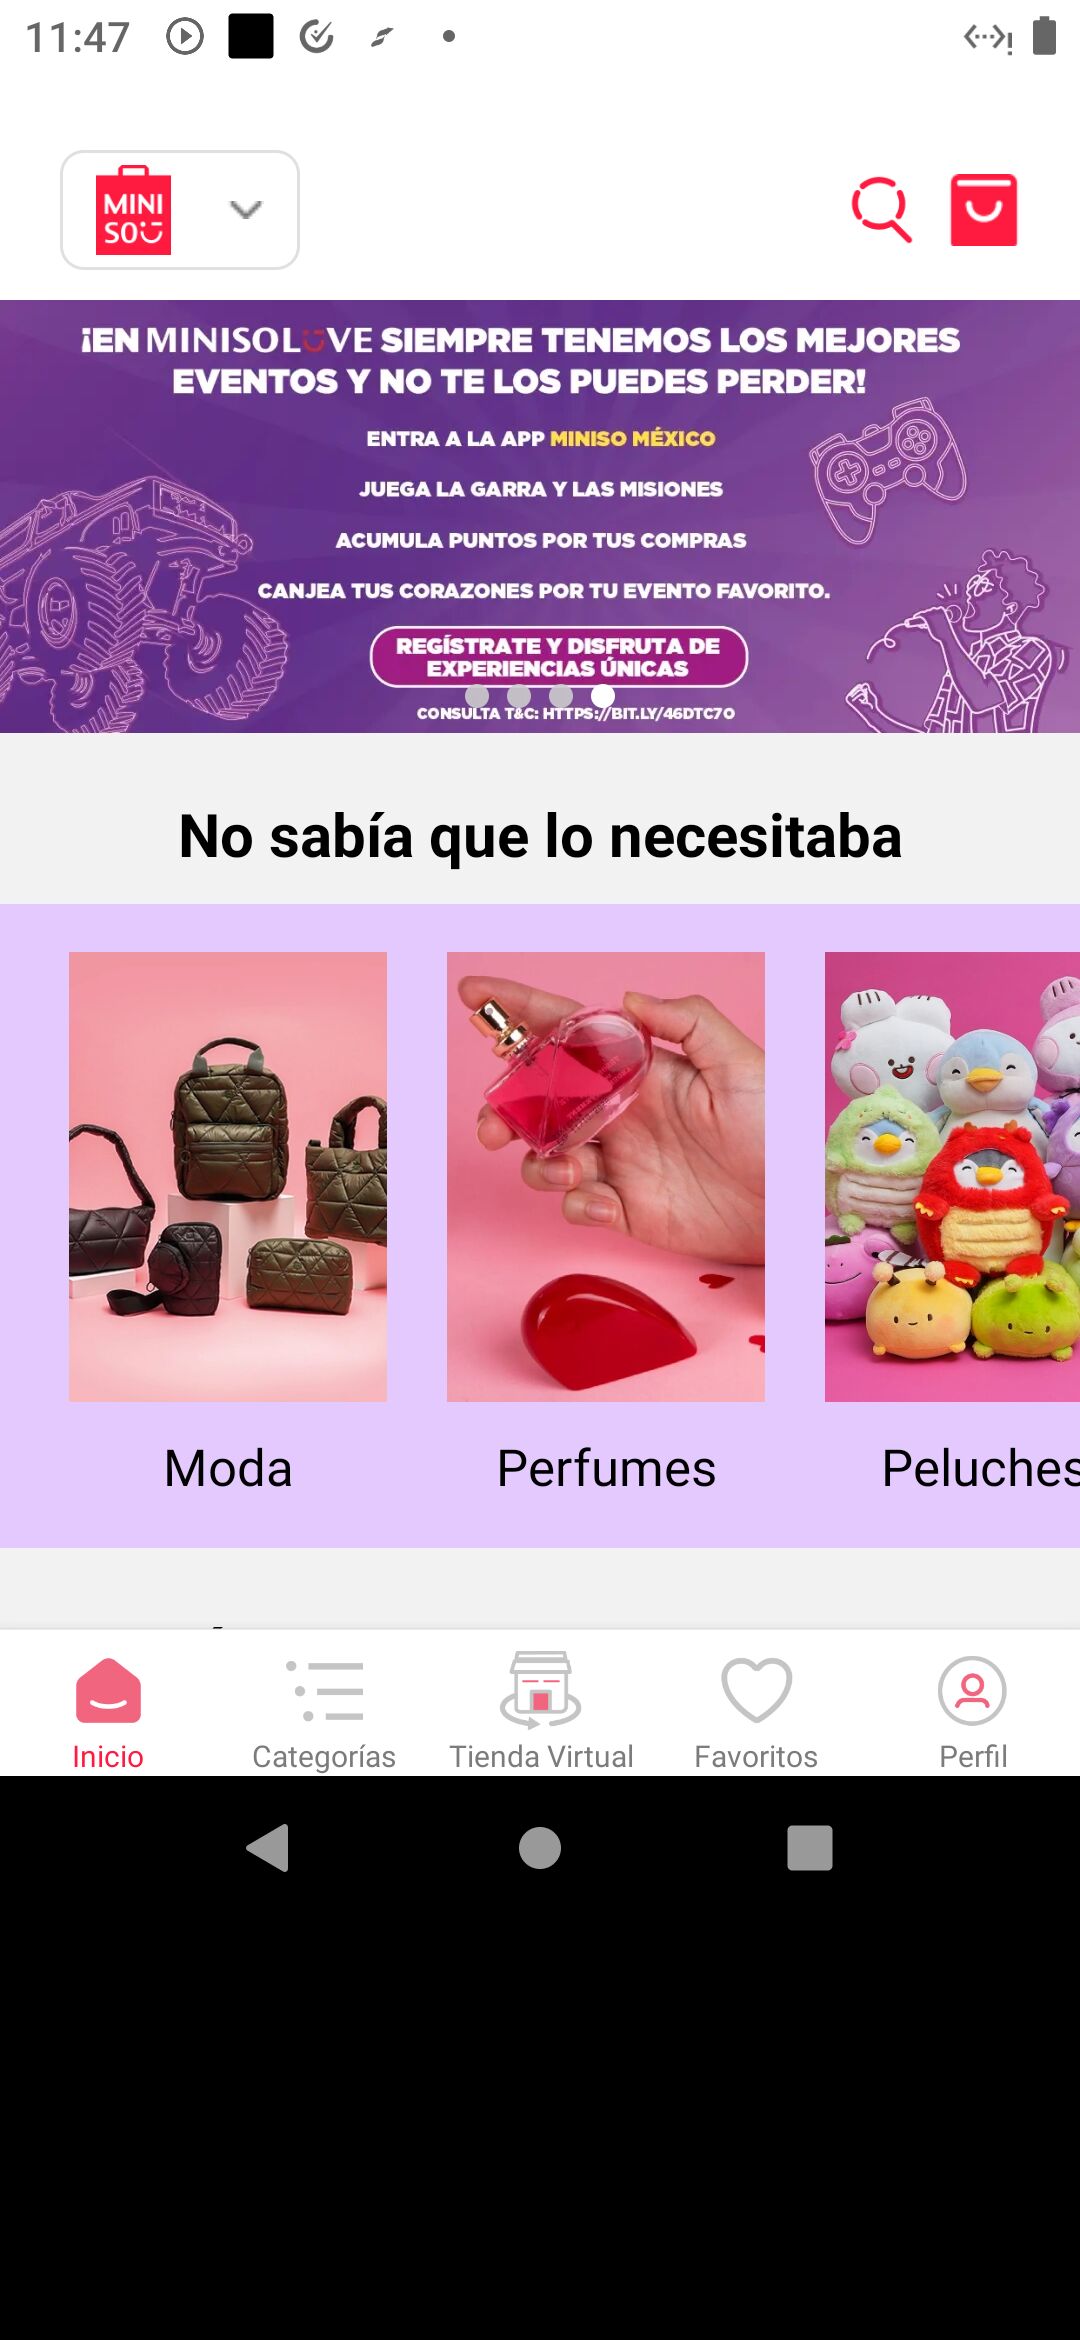 11:47
MINI
SO
¡EN MINISOLOVE SIEMPRE TENEMOS LOS MEJORES
EVENTOS Y NO TE LOS PUEDES PERDER!
ENTRA A LA APP MINISO MÉXICO
JUEGA LA GARRA Y LAS MISIONES
ACUMULA PUNTOS POR TUS COMPRAS
CANJEA TUS CORAZONES POR TU EVENTO FAVORITO.
REGÍSTRATE Y DISFRUTA DE
EXPERIENCIAS ÚNICAS
CONSULTA T&C: HTTPS://BIT.LY/46DTC7O
No sabía que lo necesitaba
Moda
Perfumes
Peluches
Inicio
Categorías
Tienda Virtual
Favoritos
Perfil